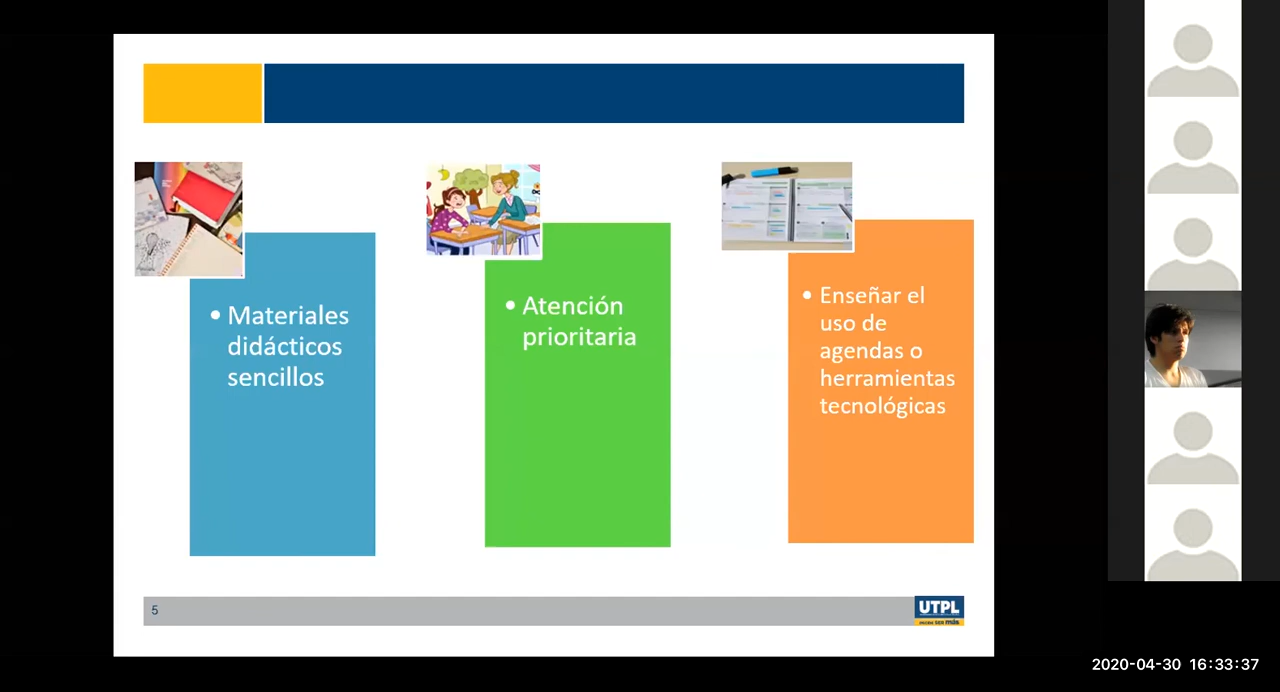 • Materiales
didácticos
sencillos
• Atención
prioritaria
• Enseñar el
uso de
agendas o
herramientas
tecnológicas
5
UTPL
2020-04-30 16:33:37